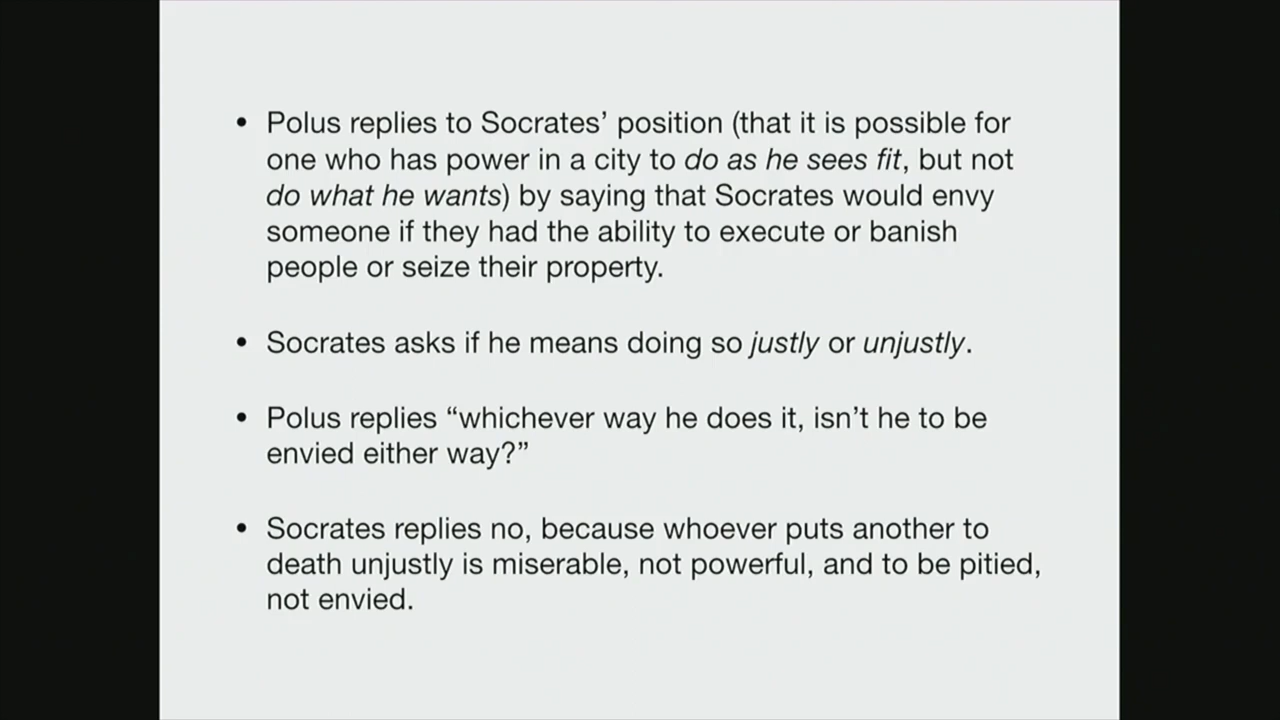 • Polus replies to Socrates’ position (that it is possible for
one who has power in a city to do as he sees fit, but not
do what he wants) by saying that Socrates would envy
someone if they had the ability to execute or banish
people or seize their property.
• Socrates asks if he means doing so justly or unjustly.
• Polus replies “whichever way he does it, isn’t he to be
envied either way?”
• Socrates replies no, because whoever puts another to
death unjustly is miserable, not powerful, and to be pitied,
not envied.